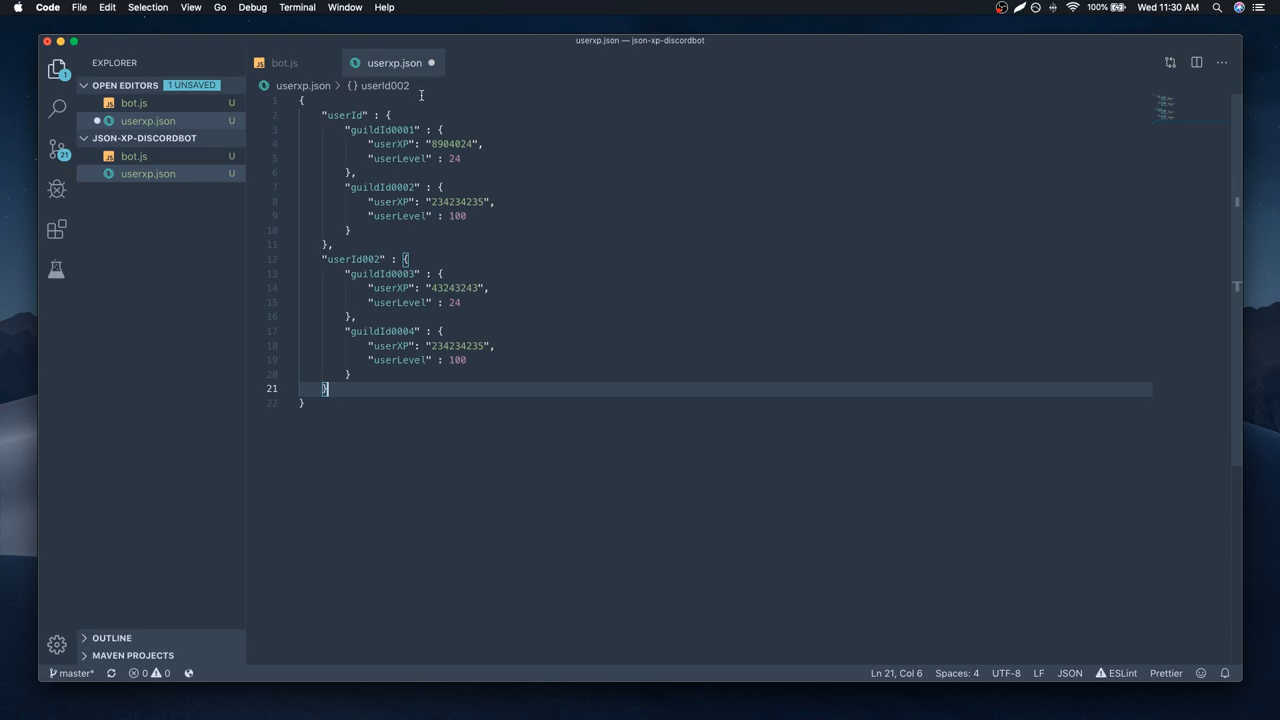 Code File Edit Selection View Go Debug Terminal Window Help 100% Wed 11:30 AM
userxp.json — json-xp-discordbot
EXPLORER
OPEN EDITORS 1 UNSAVED
bot.js U
userxp.json U
JSON-XP-DISCORDBOT
bot.js U
userxp.json U
OUTLINE
MAVEN PROJECTS
1
21
bot.js userxp.json
userxp.json > {} userId002
1 {
2 "userId" : {
3 "guildId0001" : {
4 "userXP": "8904024",
5 "userLevel" : 24
6 },
7 "guildId0002" : {
8 "userXP": "234234235",
9 "userLevel" : 100
10 }
11 },
12 "userId002" : {
13 "guildId0003" : {
14 "userXP": "43243243",
15 "userLevel" : 24
16 },
17 "guildId0004" : {
18 "userXP": "234234235",
19 "userLevel" : 100
20 }
21 }
22 }
master* 0 0 Ln 21, Col 6 Spaces: 4 UTF-8 LF JSON ESLint Prettier